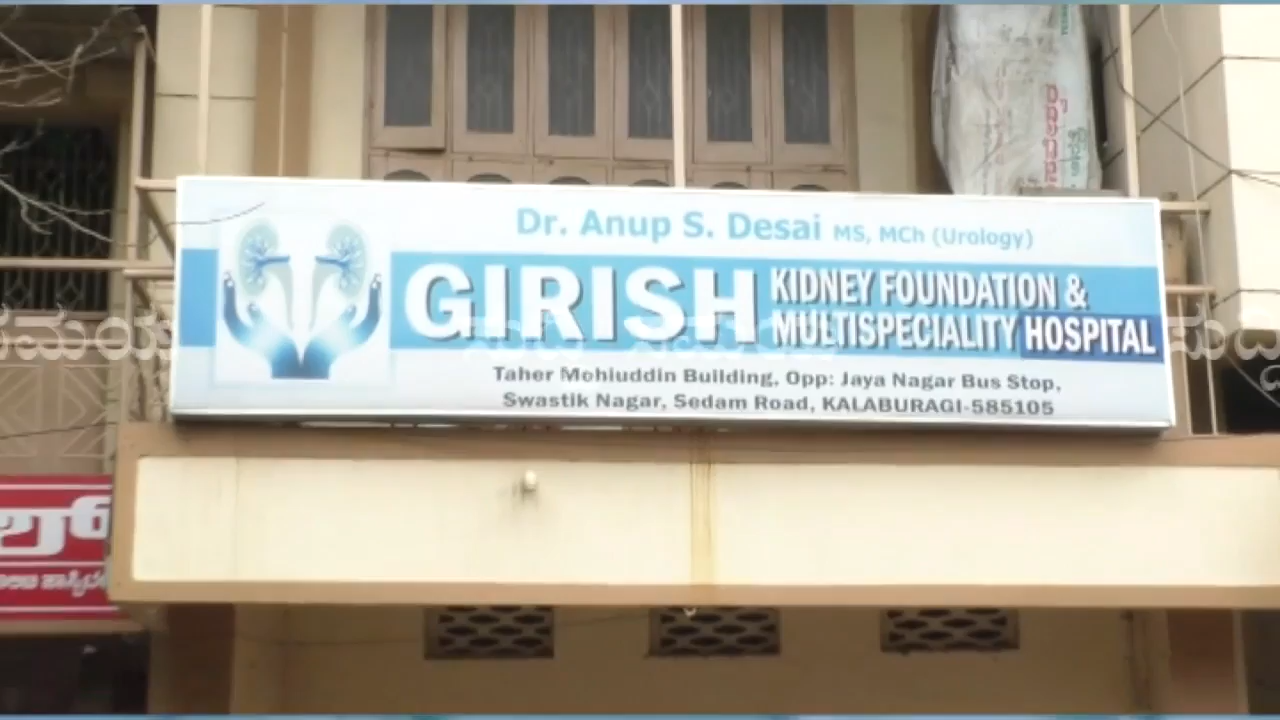 Dr. Anup S. Desai MS, MCh (Urology)
GIRISH KIDNEY FOUNDATION &
MULTISPECIALITY HOSPITAL
Taher Mohiuddin Building, Opp: Jaya Nagar Bus Stop,
Swastik Nagar, Sedam Road, KALABURAGI-585105